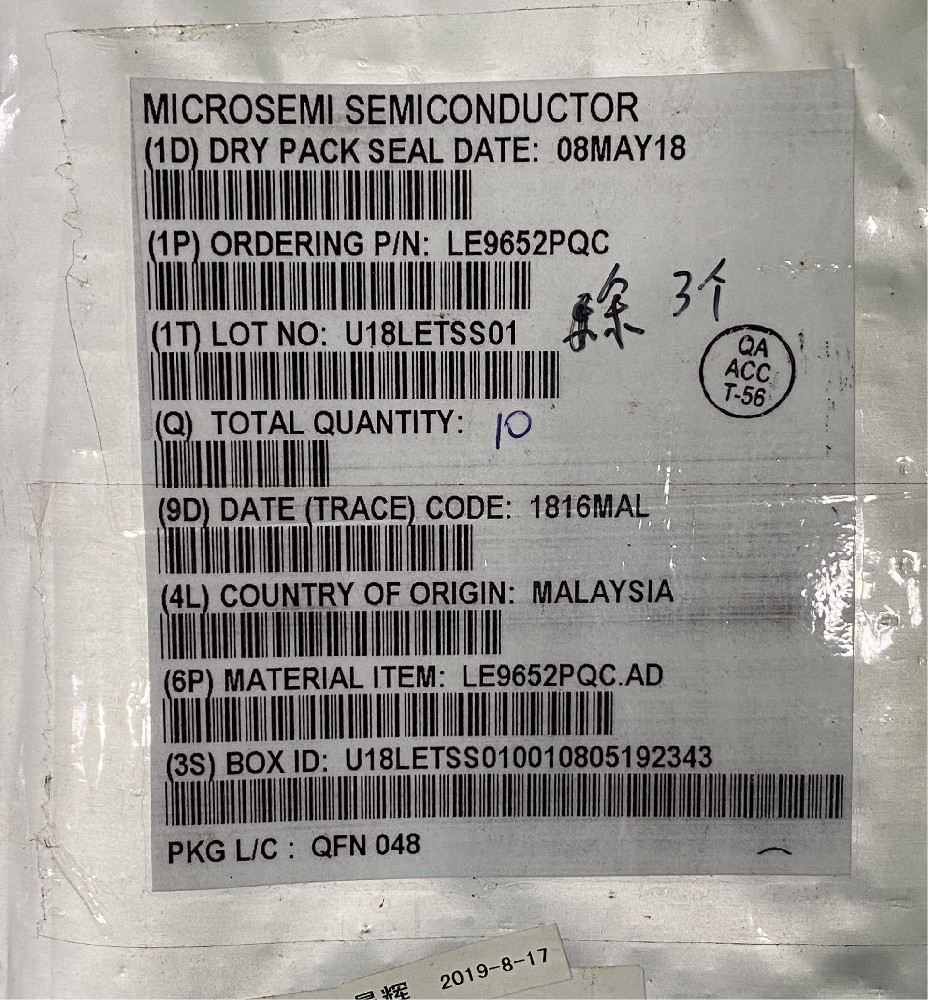 MICROSEMI SEMICONDUCTOR
(1D) DRY PACK SEAL DATE: 08MAY18
(1P) ORDERING P/N: LE9652PQC
3个
(1T) LOT NO: U18LETSS01
QA
ACC
T-56
(Q) TOTAL QUANTITY: 10
(9D) DATE (TRACE) CODE: 1816MAL
(4L) COUNTRY OF ORIGIN: MALAYSIA
(6P) MATERIAL ITEM: LE9652PQC.AD
(3S) BOX ID: U18LETSS010010805192343
PKG L/C : QFN 048
辉 2019-8-17